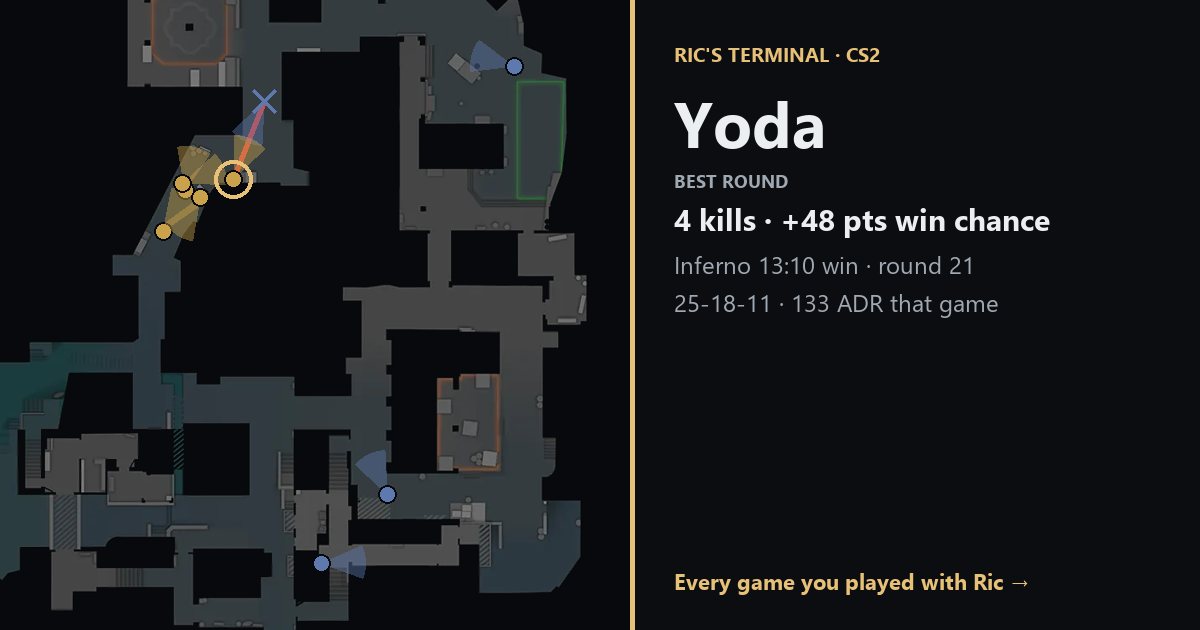 RIC'S TERMINAL · CS2
Yoda
BEST ROUND
4 kills · +48 pts win chance
Inferno 13:10 win · round 21
25-18-11 · 133 ADR that game
Every game you played with Ric →